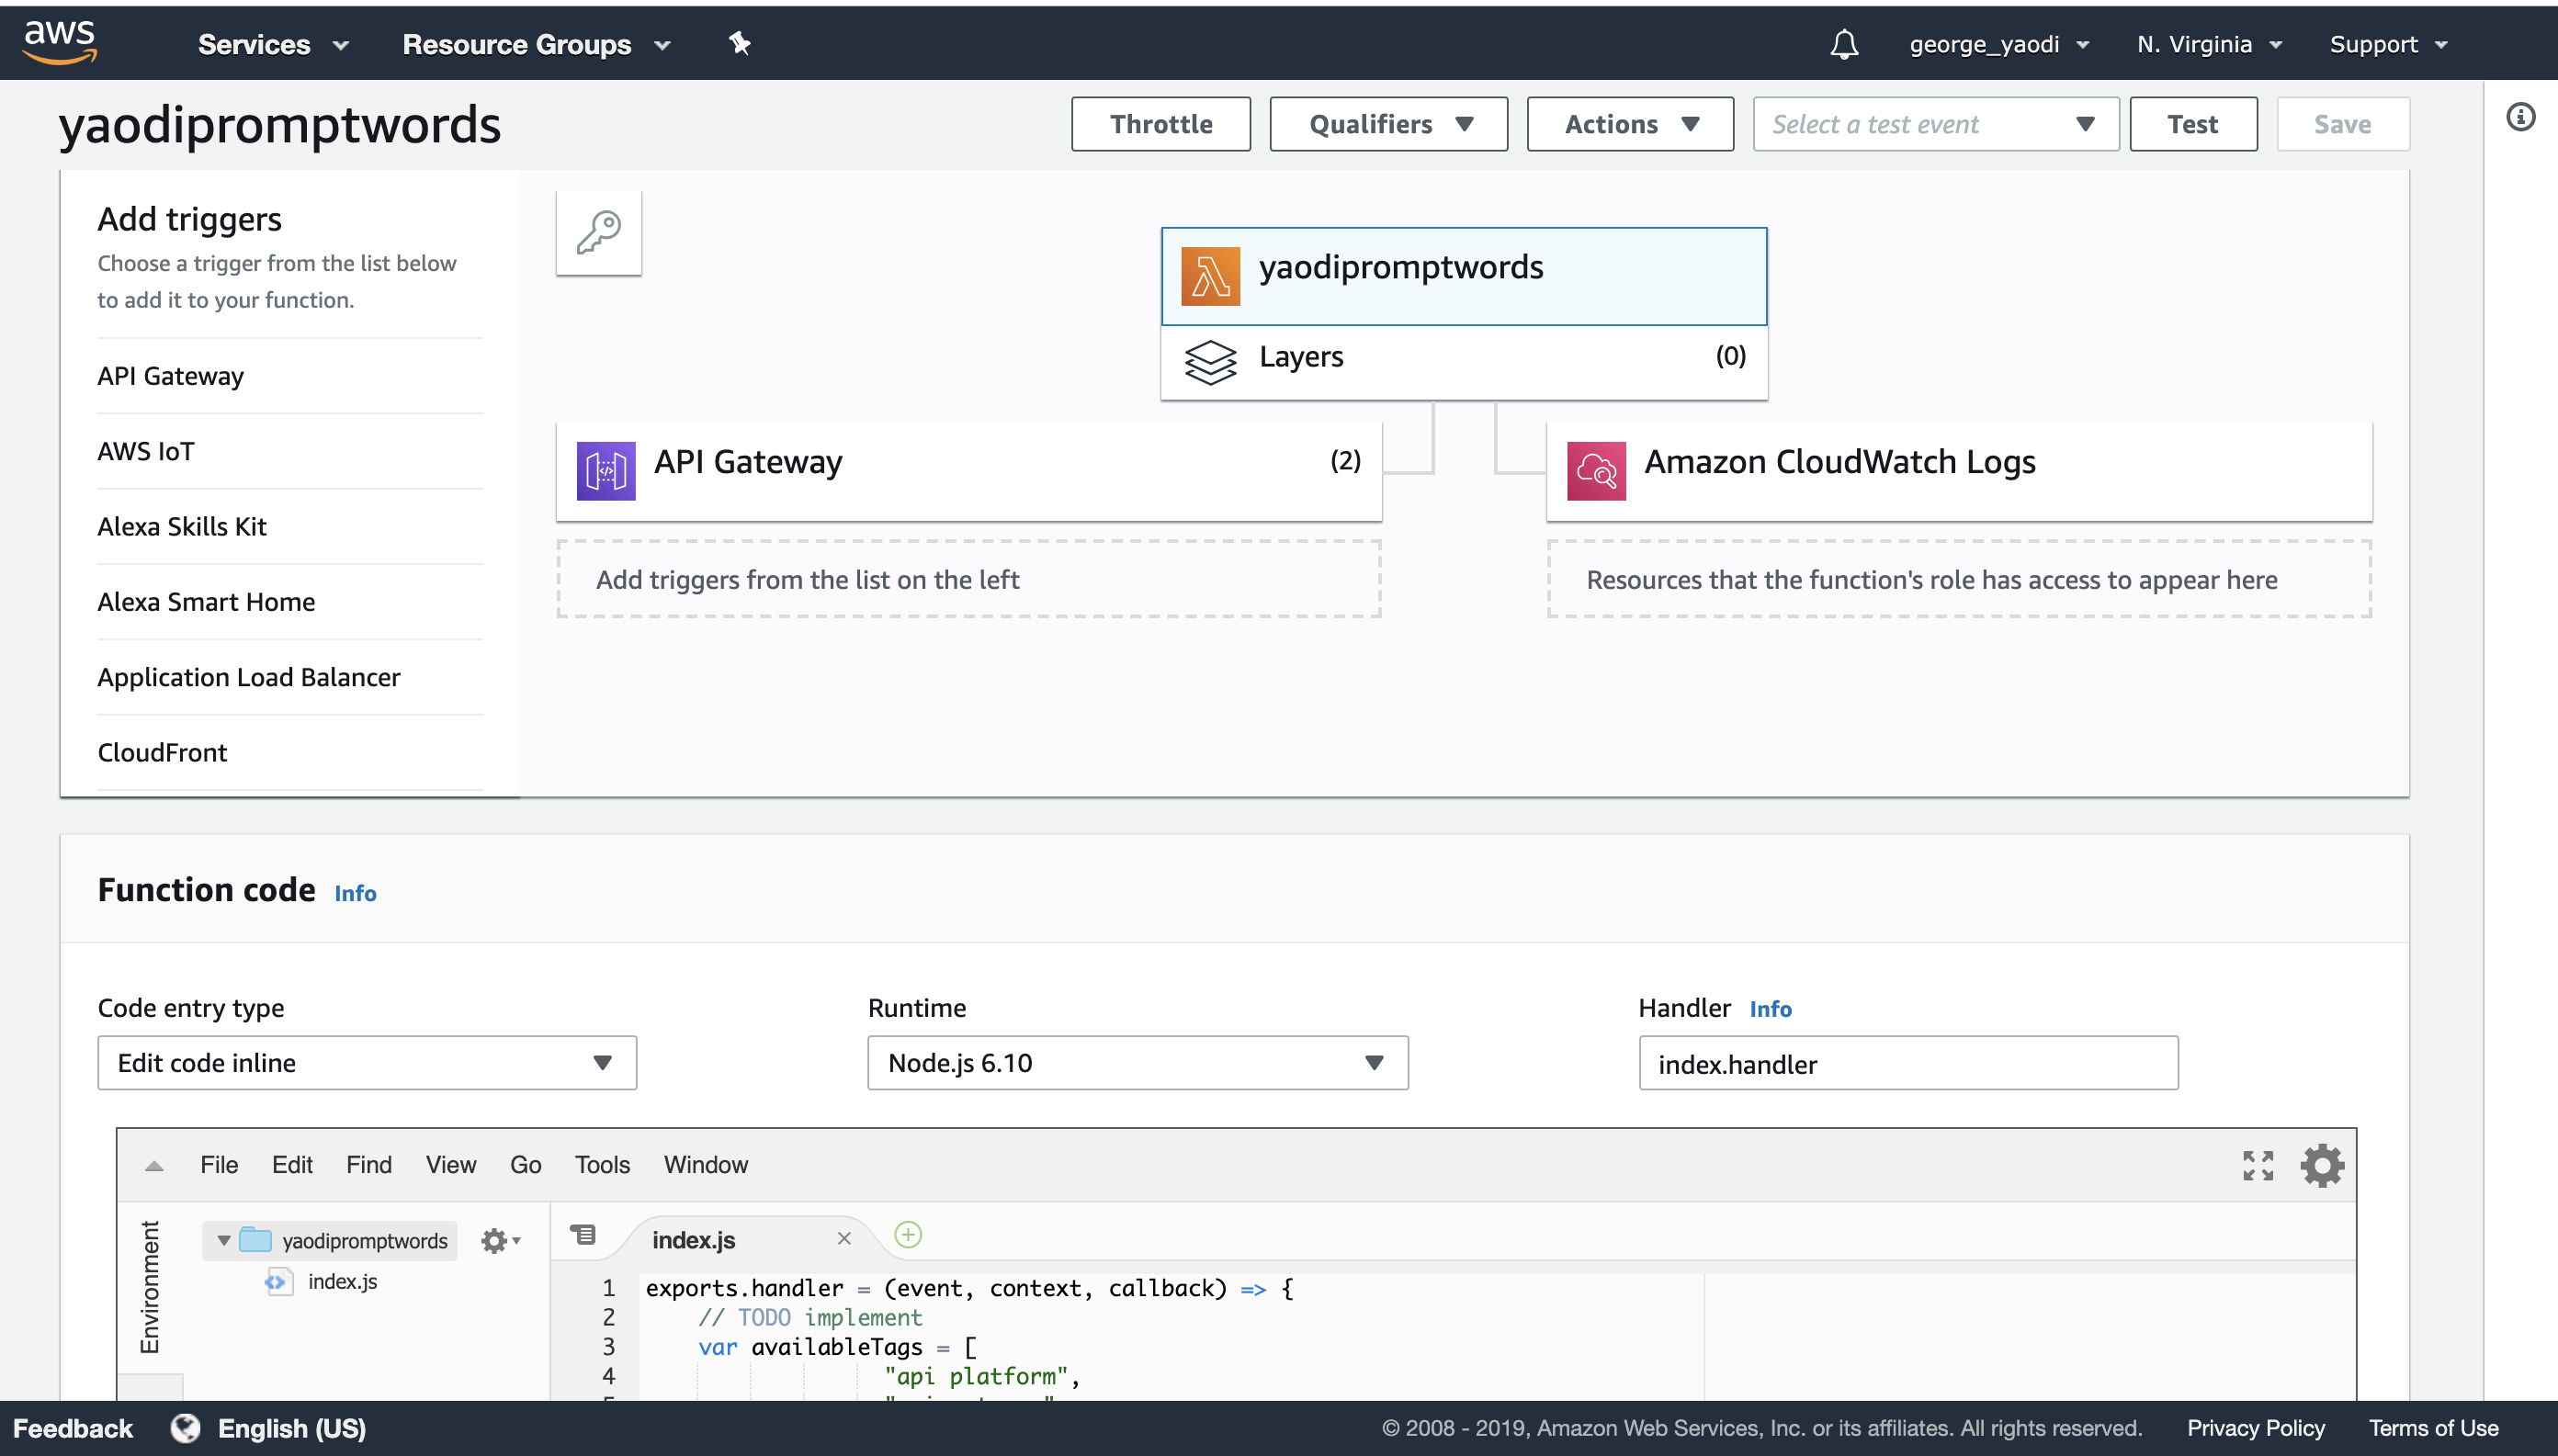 aws Services Resource Groups george_yaodi N. Virginia Support
yaodipromptwords Throttle Qualifiers Actions Select a test event Test Save
Add triggers
Choose a trigger from the list below
to add it to your function.
API Gateway
AWS IoT
Alexa Skills Kit
Alexa Smart Home
Application Load Balancer
CloudFront
yaodipromptwords
Layers (0)
API Gateway (2)
Amazon CloudWatch Logs
Add triggers from the list on the left
Resources that the function's role has access to appear here
Function code Info
Code entry type
Edit code inline
Runtime
Node.js 6.10
Handler Info
index.handler
File Edit Find View Go Tools Window
Environment
yaodipromptwords
index.js
index.js
1 exports.handler = (event, context, callback) => {
2 // TODO implement
3 var availableTags = [
4 "api platform",
Feedback English (US) © 2008 - 2019, Amazon Web Services, Inc. or its affiliates. All rights reserved. Privacy Policy Terms of Use